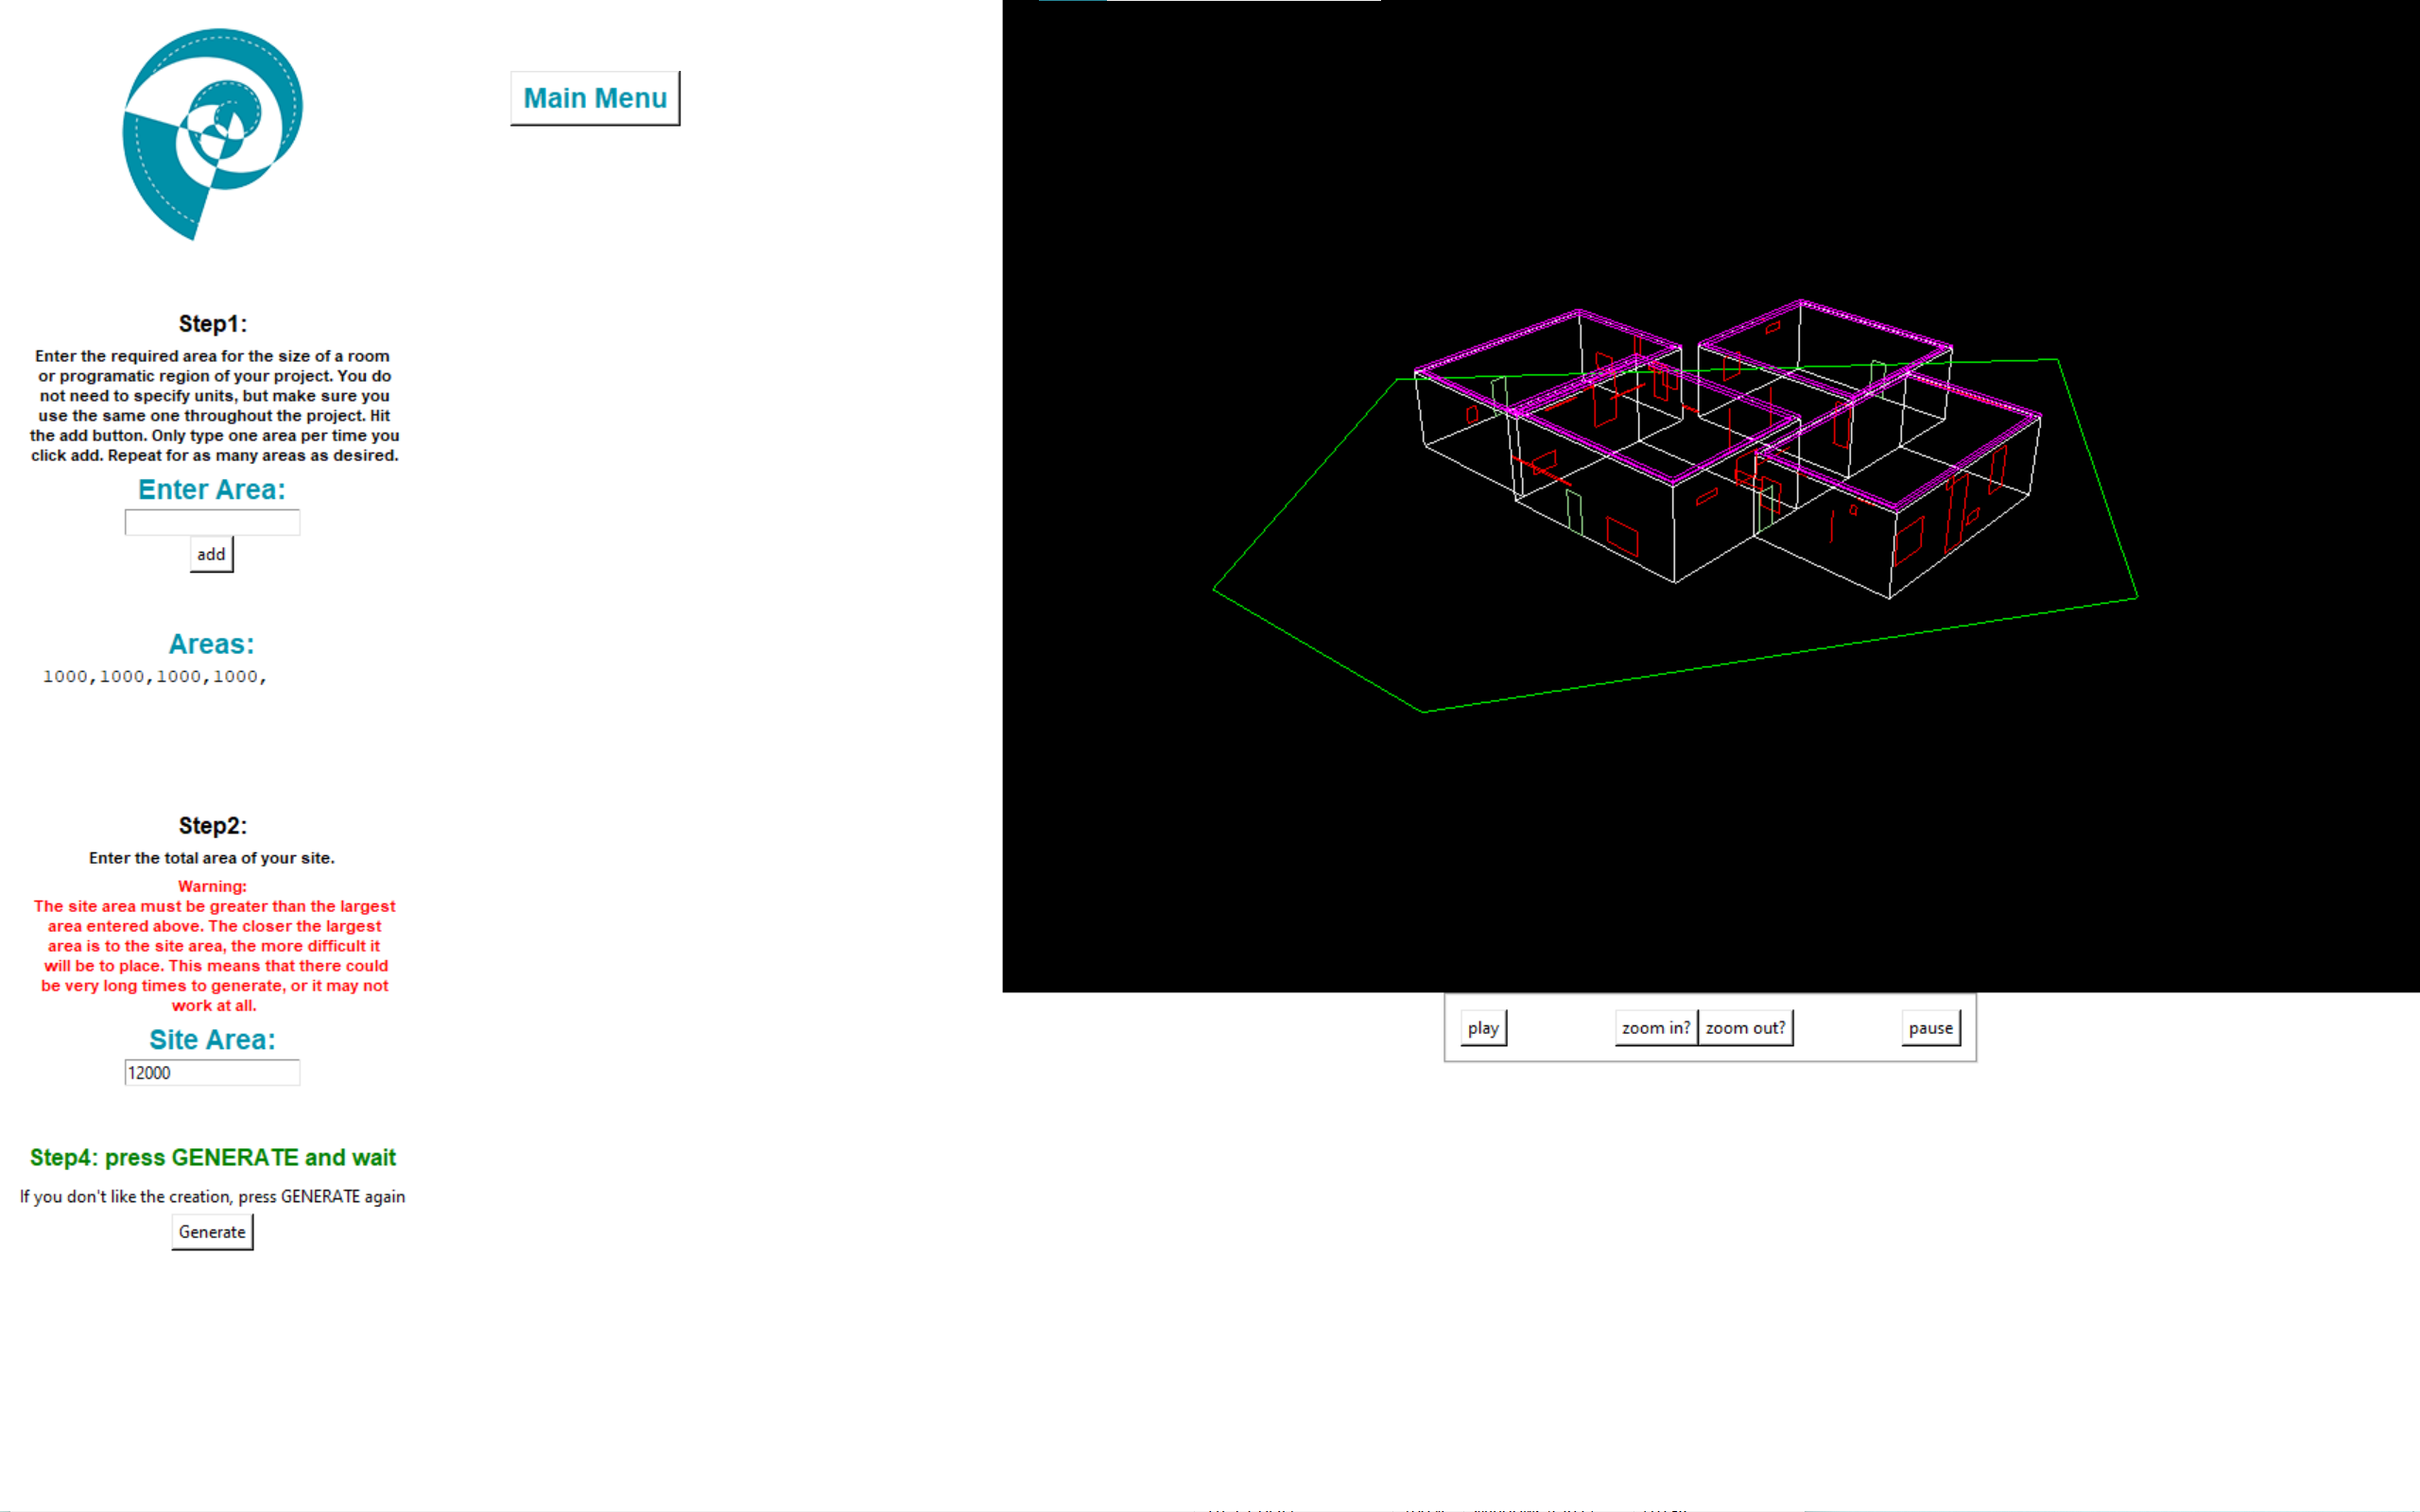 Main Menu
Step1:
Enter the required area for the size of a room
or programatic region of your project. You do
not need to specify units, but make sure you
use the same one throughout the project. Hit
the add button. Only type one area per time you
click add. Repeat for as many areas as desired.
Enter Area:
add
Areas:
1000,1000,1000,1000,
Step2:
Enter the total area of your site.
Warning:
The site area must be greater than the largest
area entered above. The closer the largest
area is to the site area, the more difficult it
will be to place. This means that there could
be very long times to generate, or it may not
work at all.
Site Area:
12000
Step4: press GENERATE and wait
If you don't like the creation, press GENERATE again
Generate
play
zoom in?
zoom out?
pause